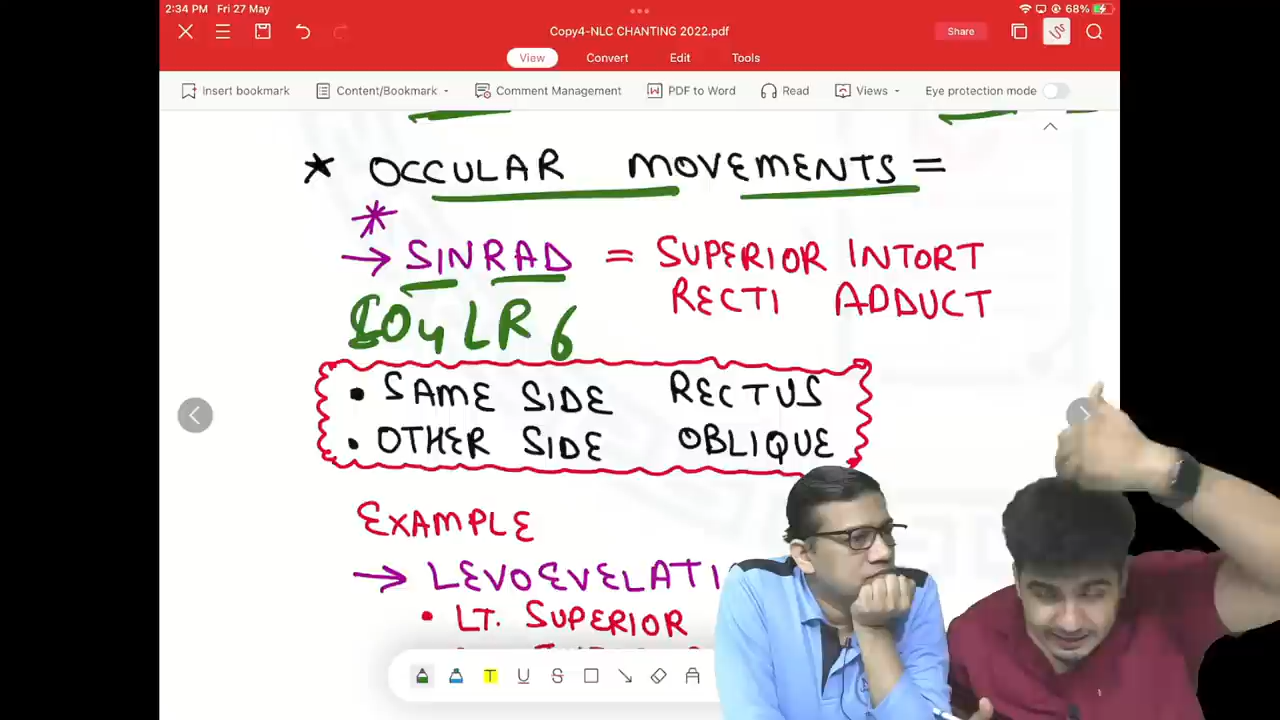 2:34 PM Fri 27 May
68%
Copy4-NLC CHANTING 2022.pdf
Share
View Convert Edit Tools
Insert bookmark Content/Bookmark Comment Management PDF to Word Read Views Eye protection mode
★ OCCULAR MOVEMENTS =
*
→ SINRAD = SUPERIOR INTORT
RECTI ADDUCT
SO4LR6
• SAME SIDE RECTUS
• OTHER SIDE OBLIQUE
EXAMPLE
→ LEVOEVELATI
• LT. SUPERIOR
T U S